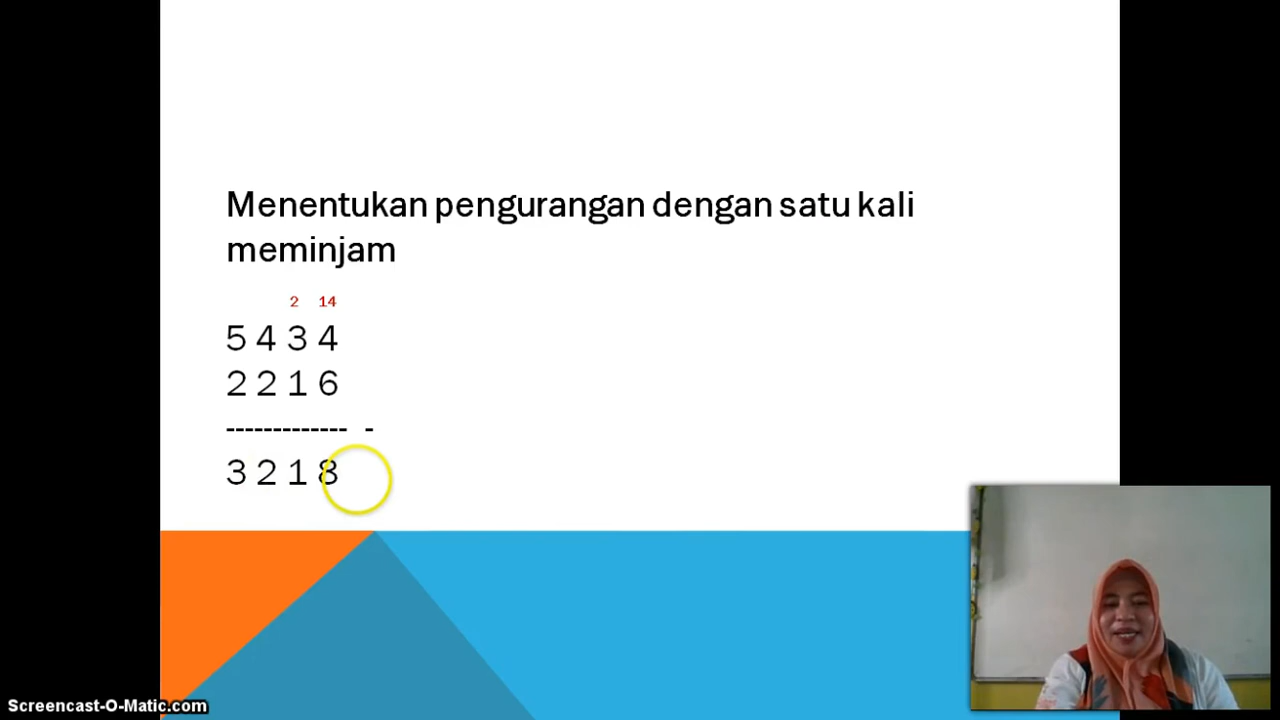 Menentukan pengurangan dengan satu kali
meminjam
2 14
5 4 3 4
2 2 1 6
------------- -
3 2 1 8
Screencast-O-Matic.com